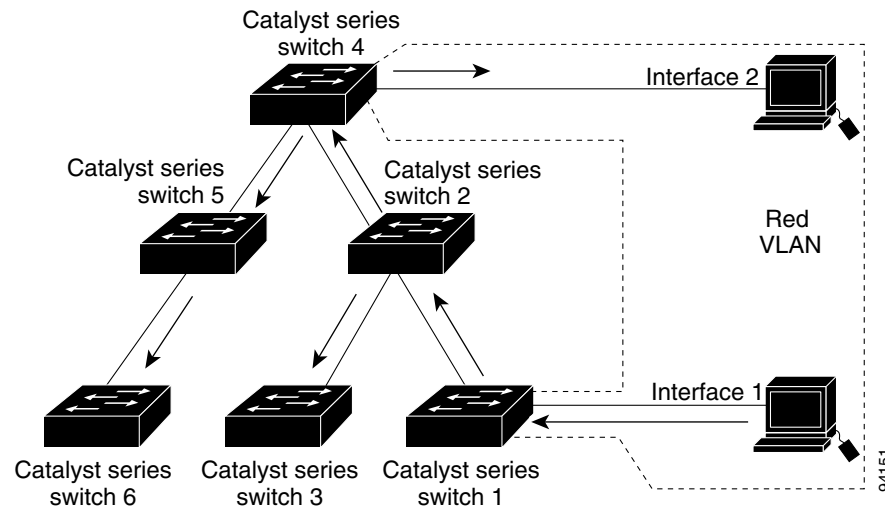 Catalyst series
switch 4
Interface 2
Catalyst series
switch 5
Catalyst series
switch 2
Red
VLAN
Interface 1
Catalyst series
switch 6
Catalyst series
switch 3
Catalyst series
switch 1
94151